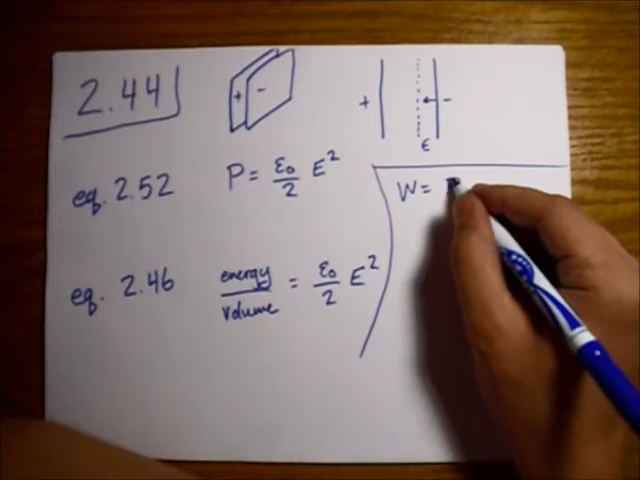 2.44
+ -
+ -
ε
eq. 2.52 P = ε₀/2 E²
W =
eq. 2.46 energy/volume = ε₀/2 E²